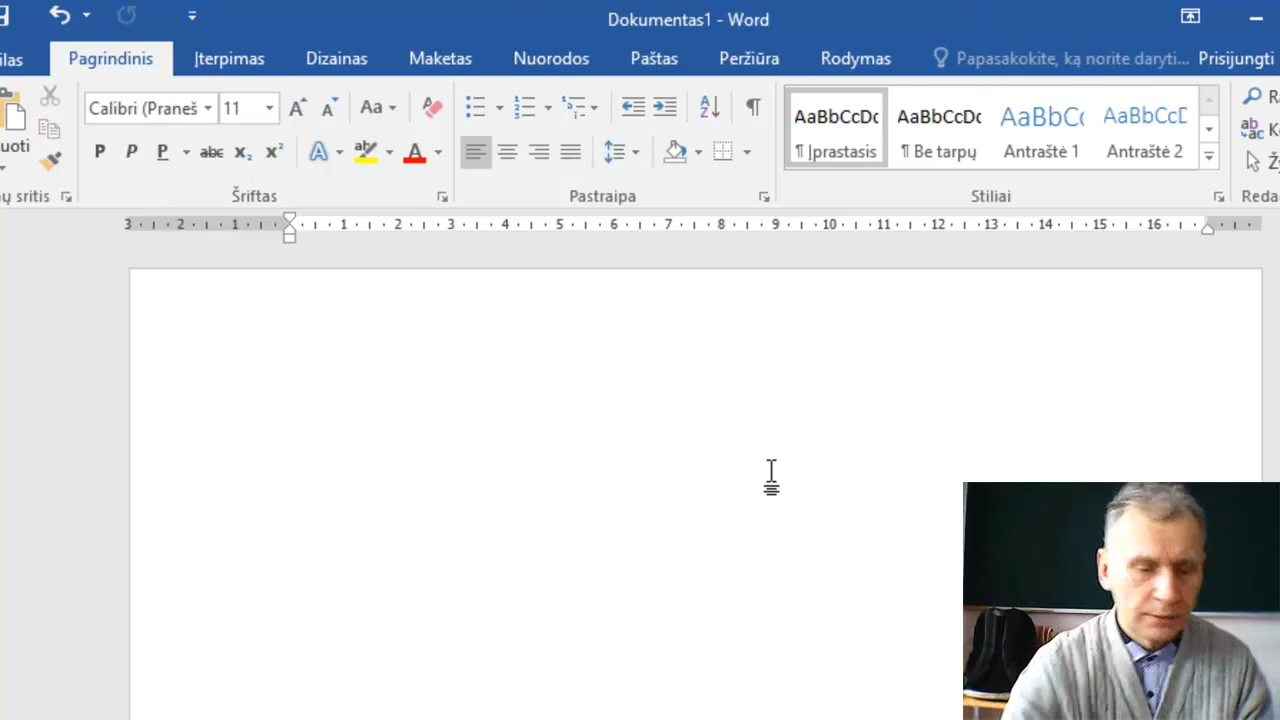 Dokumentas1 - Word
ilas Pagrindinis Įterpimas Dizainas Maketas Nuorodos Paštas Peržiūra Rodymas Papasakokite, ką norite daryti... Prisijungti
Calibri (Praneš 11 Aa
P P P abc x₂ x² A A
uoti
AaBbCcDc AaBbCcDc AaBbCc AaBbCcD
¶ Įprastasis ¶ Be tarpų Antraštė 1 Antraštė 2
ų sritis Šriftas Pastraipa Stiliai Reda
3 2 1 1 2 3 4 5 6 7 8 9 10 11 12 13 14 15 16